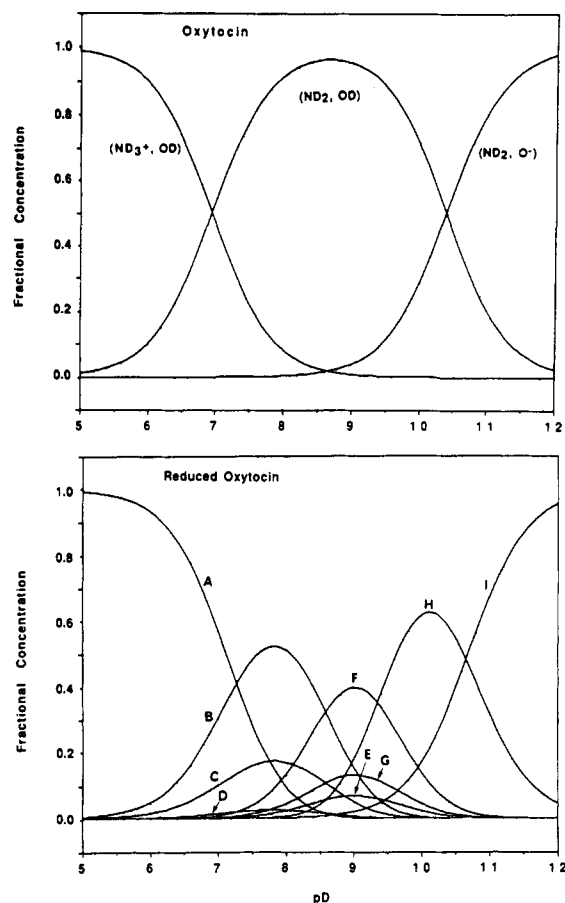 Oxytocin
1.0
0.8
0.6
0.4
0.2
0.0
Fractional Concentration
(ND₃⁺, OD)
(ND₂, OD)
(ND₂, O⁻)
5 6 7 8 9 10 11 12
Reduced Oxytocin
1.0
0.8
0.6
0.4
0.2
0.0
Fractional Concentration
A
B
C
D
F
E
G
H
I
5 6 7 8 9 10 11 12
pD